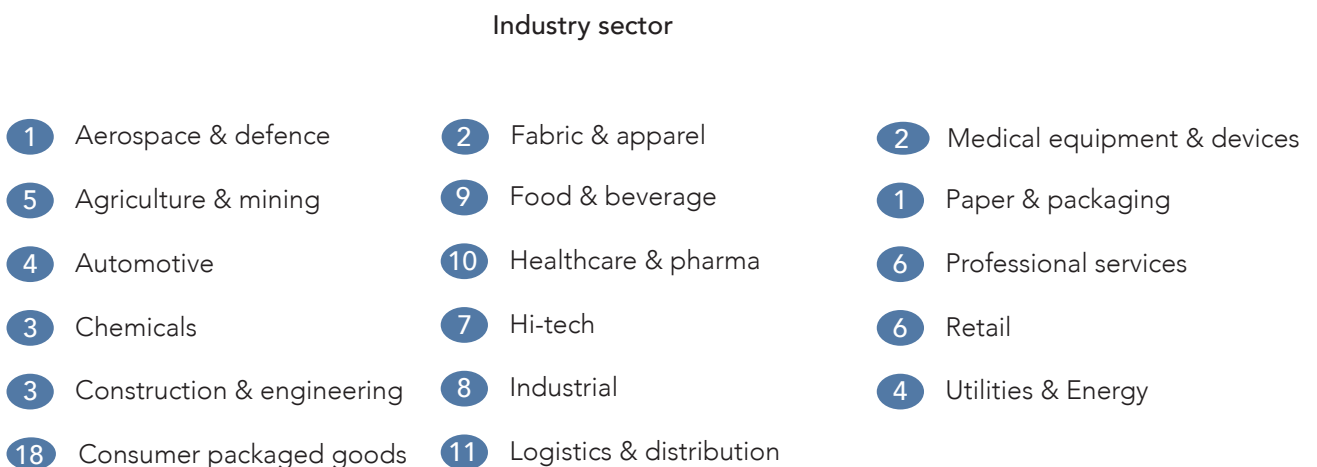 Industry sector
1 Aerospace & defence
5 Agriculture & mining
4 Automotive
3 Chemicals
3 Construction & engineering
18 Consumer packaged goods
2 Fabric & apparel
9 Food & beverage
10 Healthcare & pharma
7 Hi-tech
8 Industrial
11 Logistics & distribution
2 Medical equipment & devices
1 Paper & packaging
6 Professional services
6 Retail
4 Utilities & Energy